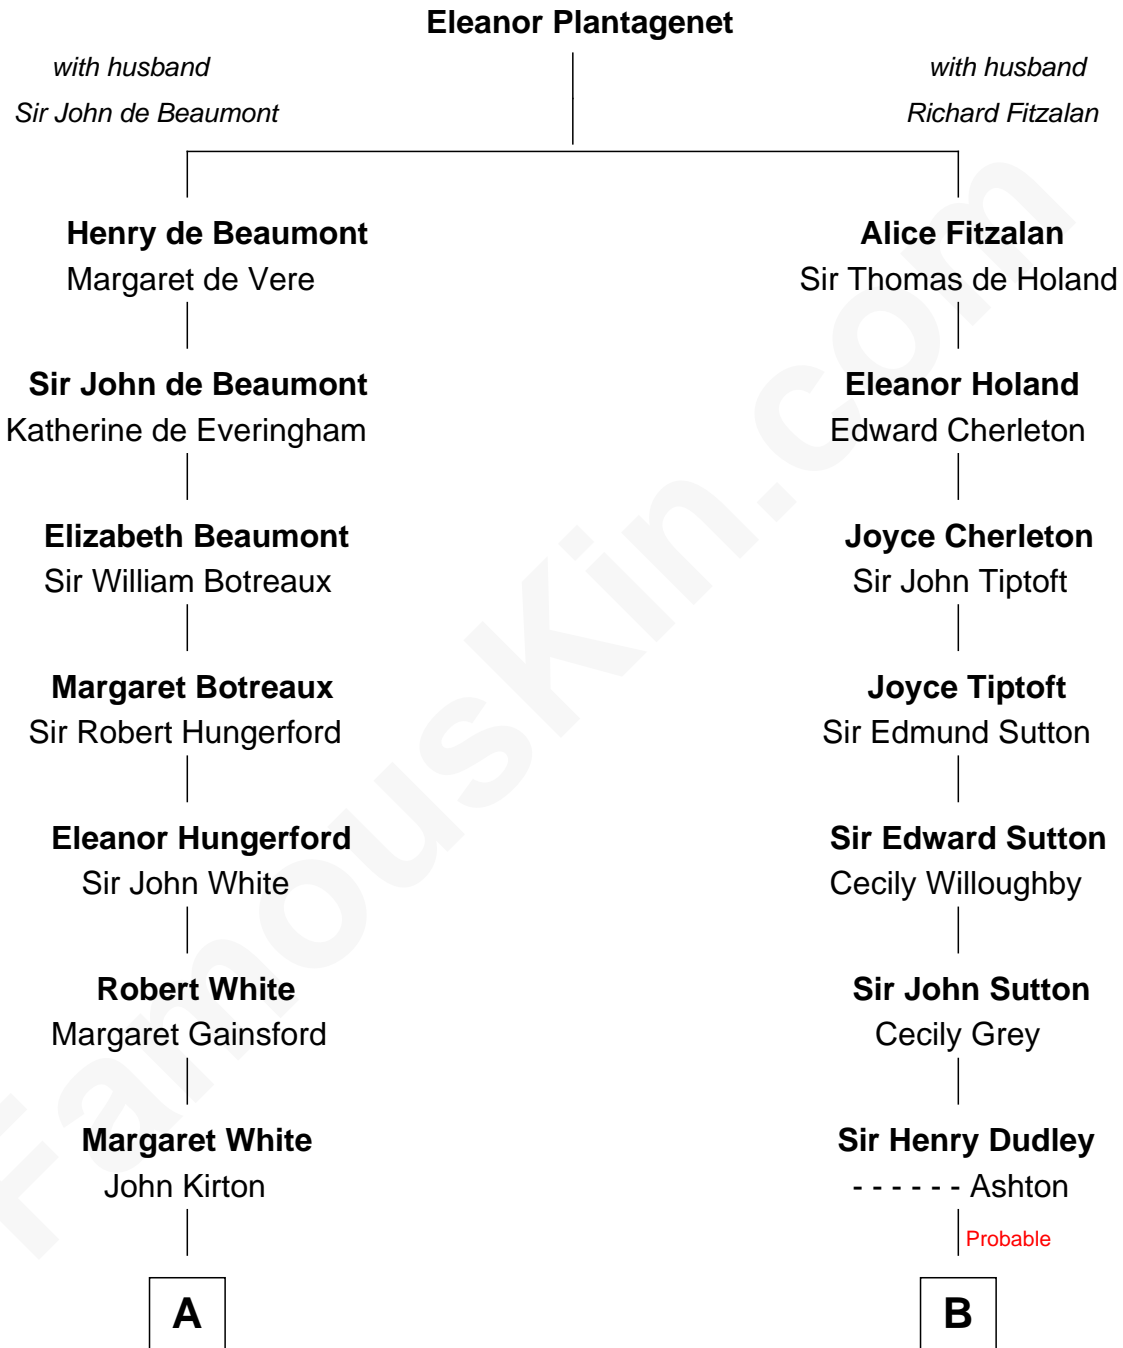 Eleanor Plantagenet
with husband
Sir John de Beaumont
with husband
Richard Fitzalan
Henry de Beaumont
Margaret de Vere
Alice Fitzalan
Sir Thomas de Holand
Sir John de Beaumont
Katherine de Everingham
Eleanor Holand
Edward Cherleton
Elizabeth Beaumont
Sir William Botreaux
Joyce Cherleton
Sir John Tiptoft
Margaret Botreaux
Sir Robert Hungerford
Joyce Tiptoft
Sir Edmund Sutton
Eleanor Hungerford
Sir John White
Sir Edward Sutton
Cecily Willoughby
Robert White
Margaret Gainsford
Sir John Sutton
Cecily Grey
Margaret White
John Kirton
Sir Henry Dudley
- - - - - - Ashton
Probable
A
B
FamousKin.com